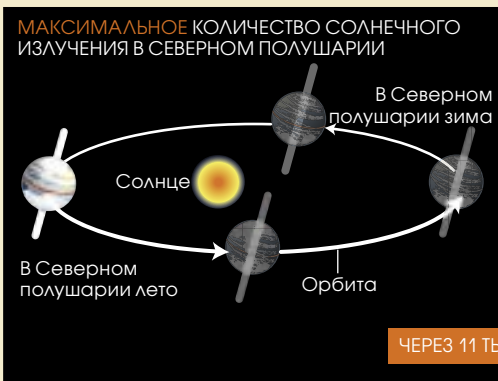 МАКСИМАЛЬНОЕ КОЛИЧЕСТВО СОЛНЕЧНОГО
ИЗЛУЧЕНИЯ В СЕВЕРНОМ ПОЛУШАРИИ
В Северном
полушарии зима
Солнце
В Северном
полушарии лето
Орбита
ЧЕРЕЗ 11